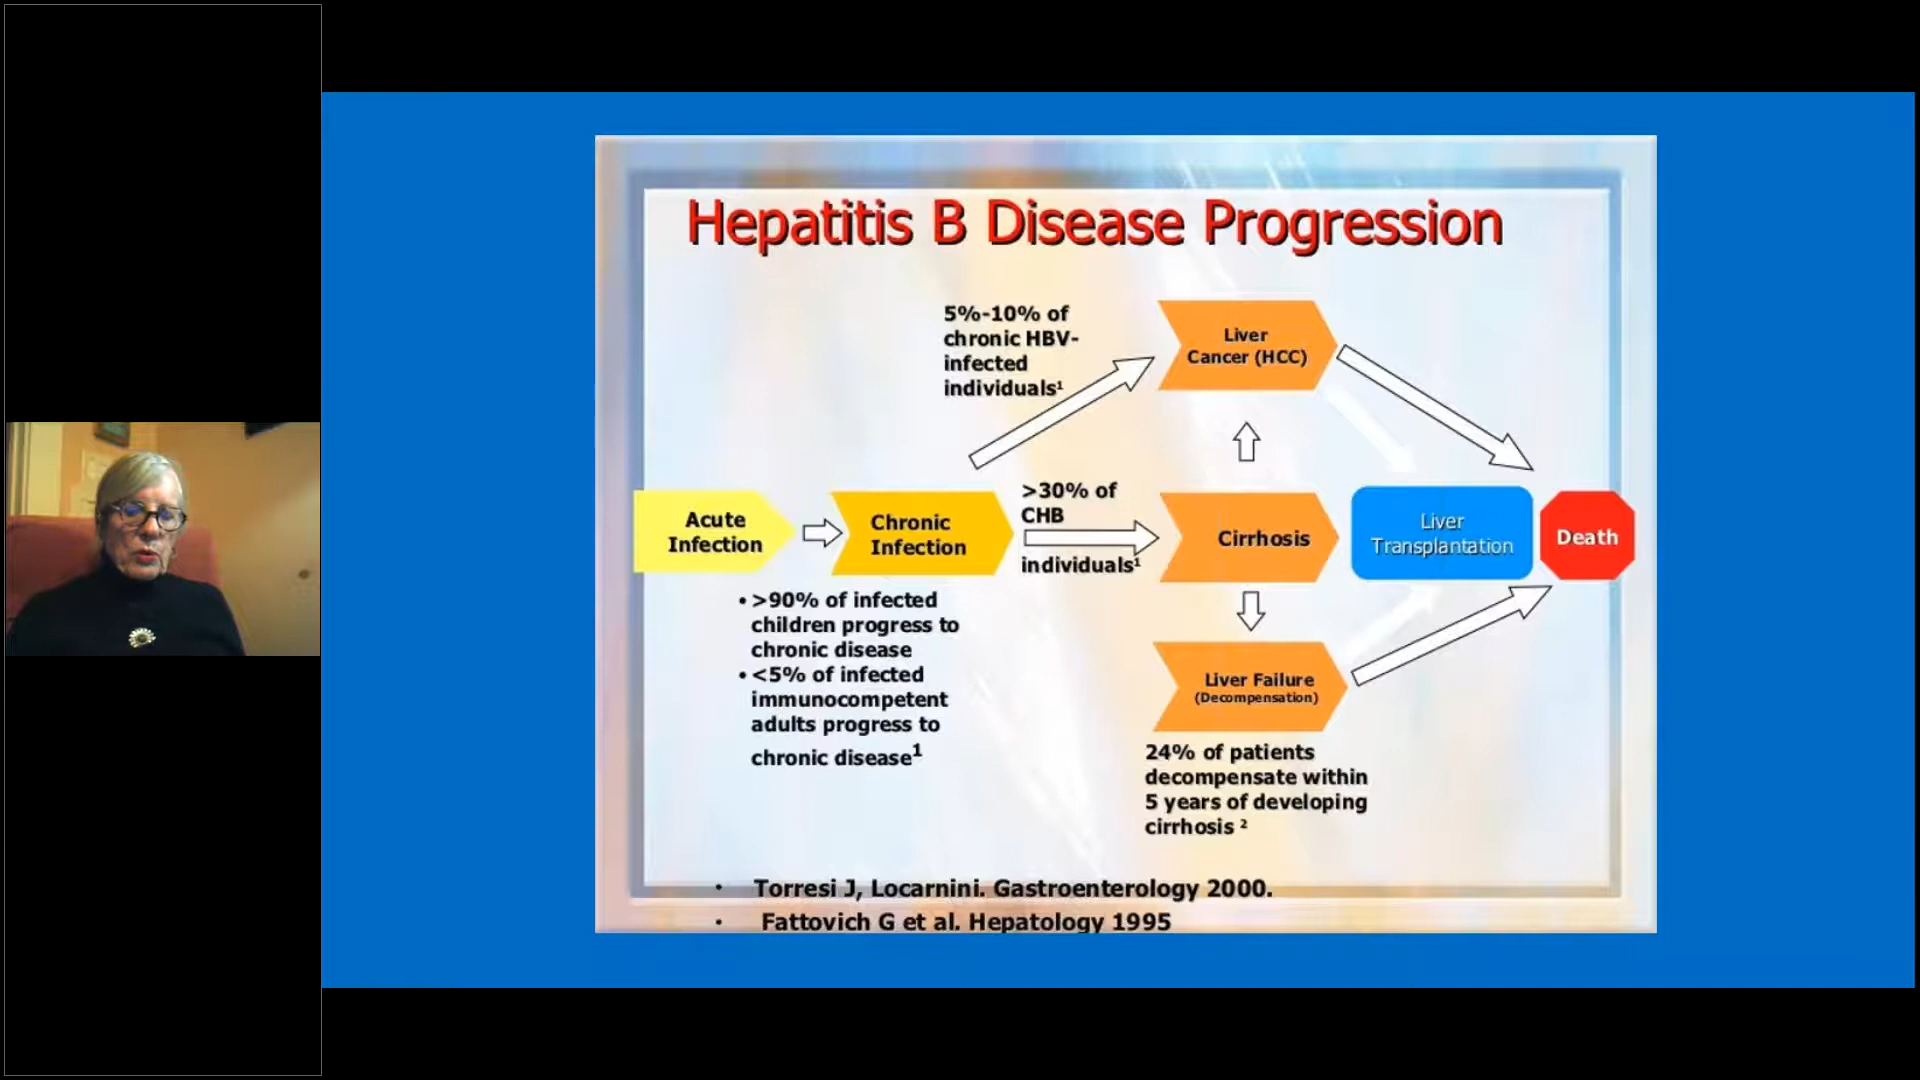 Hepatitis B Disease Progression
5%-10% of
chronic HBV-
infected
individuals¹
Liver
Cancer (HCC)
Acute
Infection
Chronic
Infection
>30% of
CHB
individuals¹
Cirrhosis
Liver
Transplantation
Death
• >90% of infected
children progress to
chronic disease
• <5% of infected
immunocompetent
adults progress to
chronic disease¹
Liver Failure
(Decompensation)
24% of patients
decompensate within
5 years of developing
cirrhosis ²
• Torresi J, Locarnini. Gastroenterology 2000.
• Fattovich G et al. Hepatology 1995